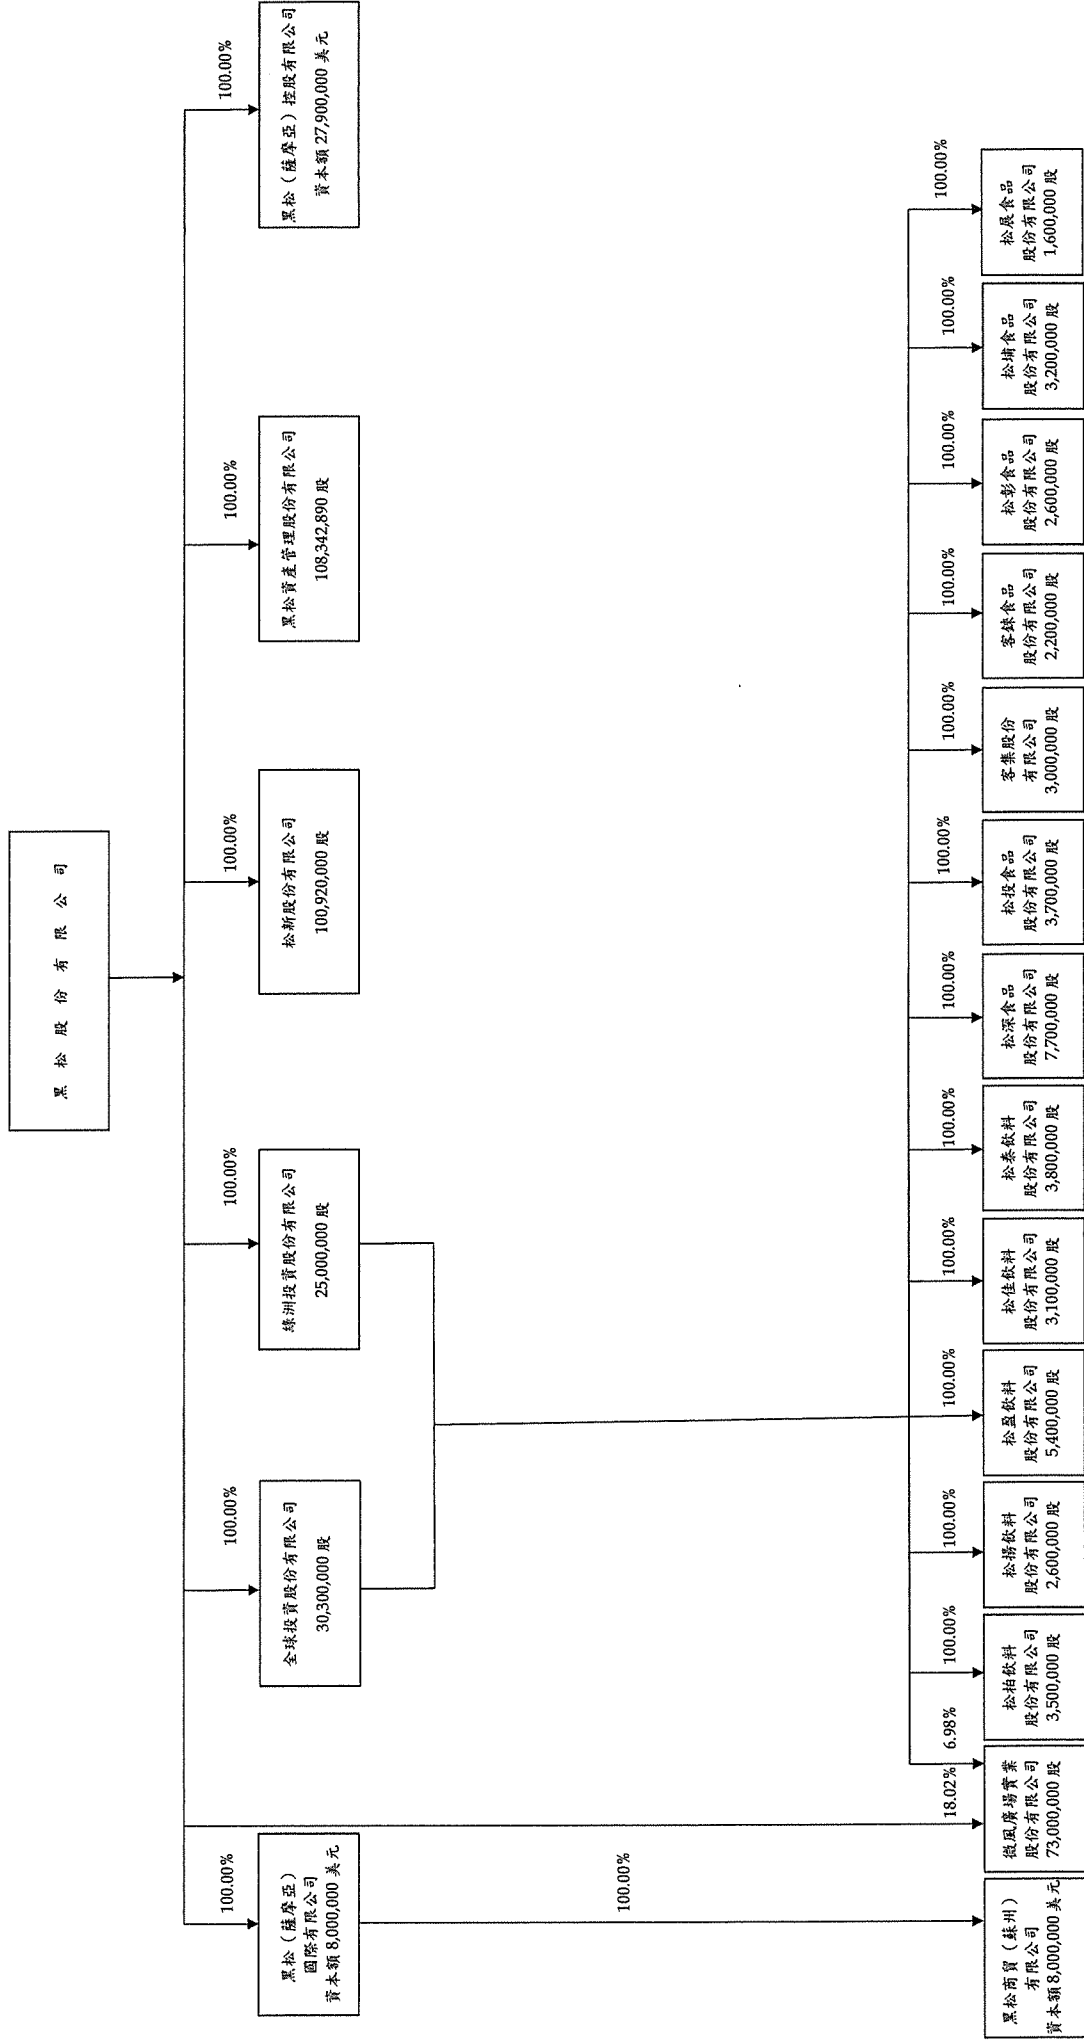 黑松股份有限公司
100.00%
100.00%
100.00%
100.00%
100.00%
100.00%
黑松（薩摩亞）
國際有限公司
資本額 8,000,000 美元
全球投資股份有限公司
30,300,000 股
綠洲投資股份有限公司
25,000,000 股
松新股份有限公司
100,920,000 股
黑松資產管理股份有限公司
108,342,890 股
黑松（薩摩亞）控股有限公司
資本額 27,900,000 美元
100.00%
18.02%
6.98%
100.00%
100.00%
100.00%
100.00%
100.00%
100.00%
100.00%
100.00%
100.00%
100.00%
100.00%
100.00%
黑松商貿（蘇州）
有限公司
資本額8,000,000 美元
微風廣場實業
股份有限公司
73,000,000 股
松柏飲料
股份有限公司
3,500,000 股
松揚飲料
股份有限公司
2,600,000 股
松盈飲料
股份有限公司
5,400,000 股
松佳飲料
股份有限公司
3,100,000 股
松泰飲料
股份有限公司
3,800,000 股
松深食品
股份有限公司
7,700,000 股
松投食品
股份有限公司
3,700,000 股
客集股份
有限公司
3,000,000 股
客錸食品
股份有限公司
2,200,000 股
松彰食品
股份有限公司
2,600,000 股
松埔食品
股份有限公司
3,200,000 股
松展食品
股份有限公司
1,600,000 股